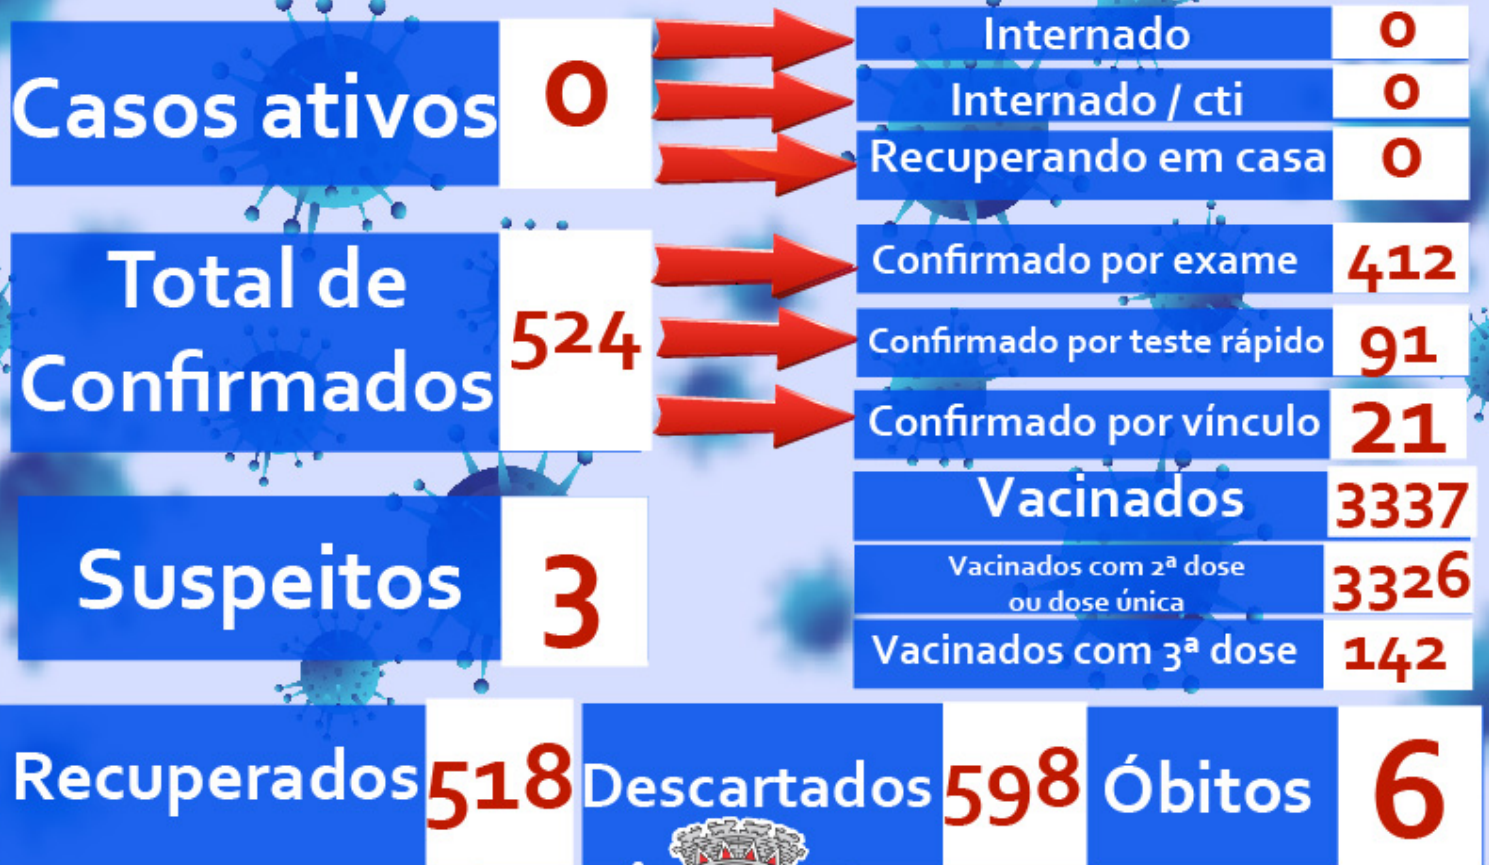 Casos ativos 0
Internado 0
Internado / cti 0
Recuperando em casa 0
Total de
Confirmados 524
Confirmado por exame 412
Confirmado por teste rápido 91
Confirmado por vínculo 21
Suspeitos 3
Vacinados 3337
Vacinados com 2ª dose
ou dose única 3326
Vacinados com 3ª dose 142
Recuperados 518
Descartados 598
Óbitos 6